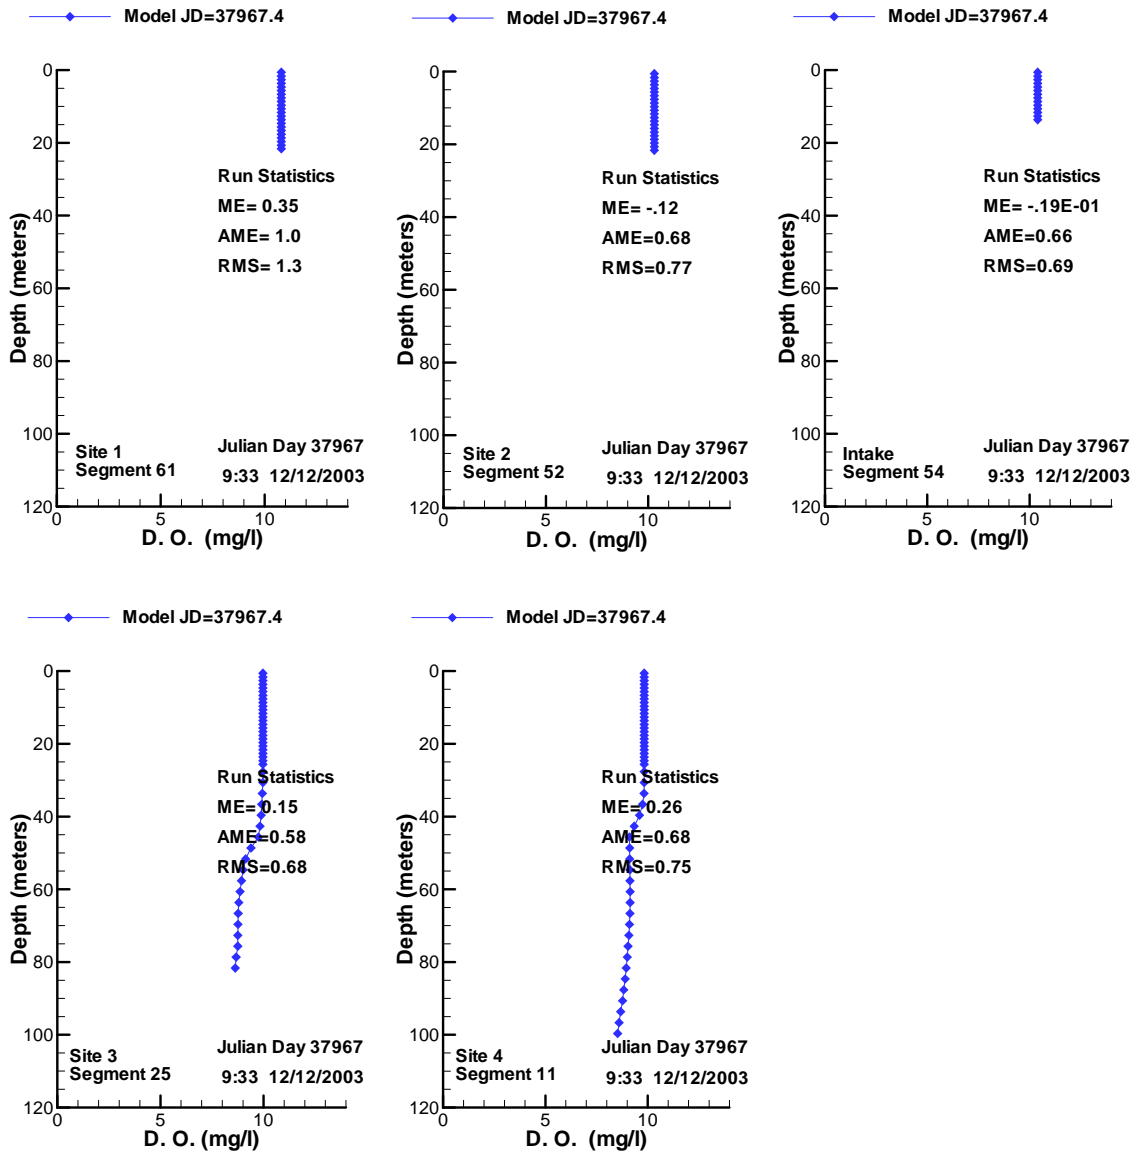 Model JD=37967.4
0
20
40
60
80
100
120
0 5 10
Depth (meters)
D. O. (mg/l)
Run Statistics
ME= 0.35
AME= 1.0
RMS= 1.3
Site 1
Segment 61
Julian Day 37967
9:33 12/12/2003
Model JD=37967.4
0
20
40
60
80
100
120
0 5 10
Depth (meters)
D. O. (mg/l)
Run Statistics
ME= -.12
AME=0.68
RMS=0.77
Site 2
Segment 52
Julian Day 37967
9:33 12/12/2003
Model JD=37967.4
0
20
40
60
80
100
120
0 5 10
Depth (meters)
D. O. (mg/l)
Run Statistics
ME= -.19E-01
AME=0.66
RMS=0.69
Intake
Segment 54
Julian Day 37967
9:33 12/12/2003
Model JD=37967.4
0
20
40
60
80
100
120
0 5 10
Depth (meters)
D. O. (mg/l)
Run Statistics
ME= 0.15
AME=0.58
RMS=0.68
Site 3
Segment 25
Julian Day 37967
9:33 12/12/2003
Model JD=37967.4
0
20
40
60
80
100
120
0 5 10
Depth (meters)
D. O. (mg/l)
Run Statistics
ME= 0.26
AME=0.68
RMS=0.75
Site 4
Segment 11
Julian Day 37967
9:33 12/12/2003